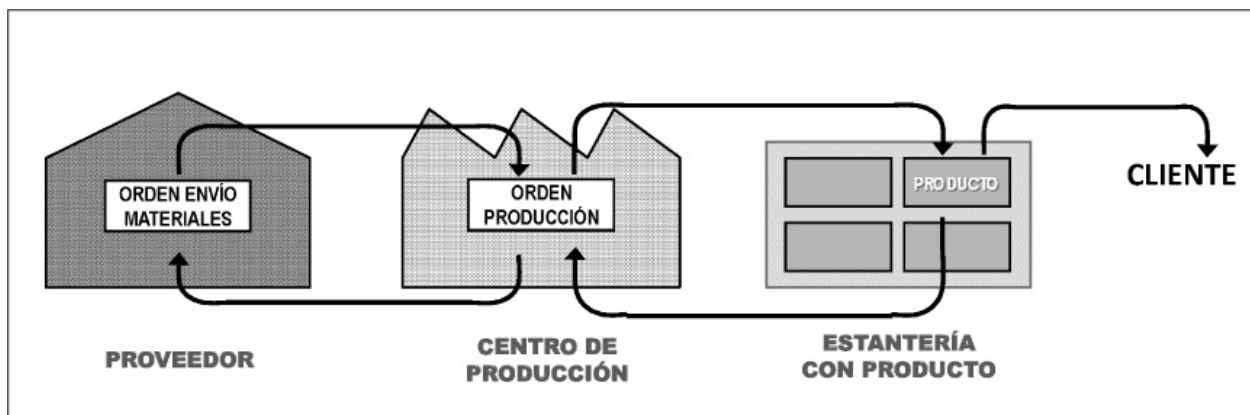 ORDEN ENVÍO
MATERIALES
ORDEN
PRODUCCIÓN
PRODUCTO
CLIENTE
PROVEEDOR
CENTRO DE
PRODUCCIÓN
ESTANTERÍA
CON PRODUCTO